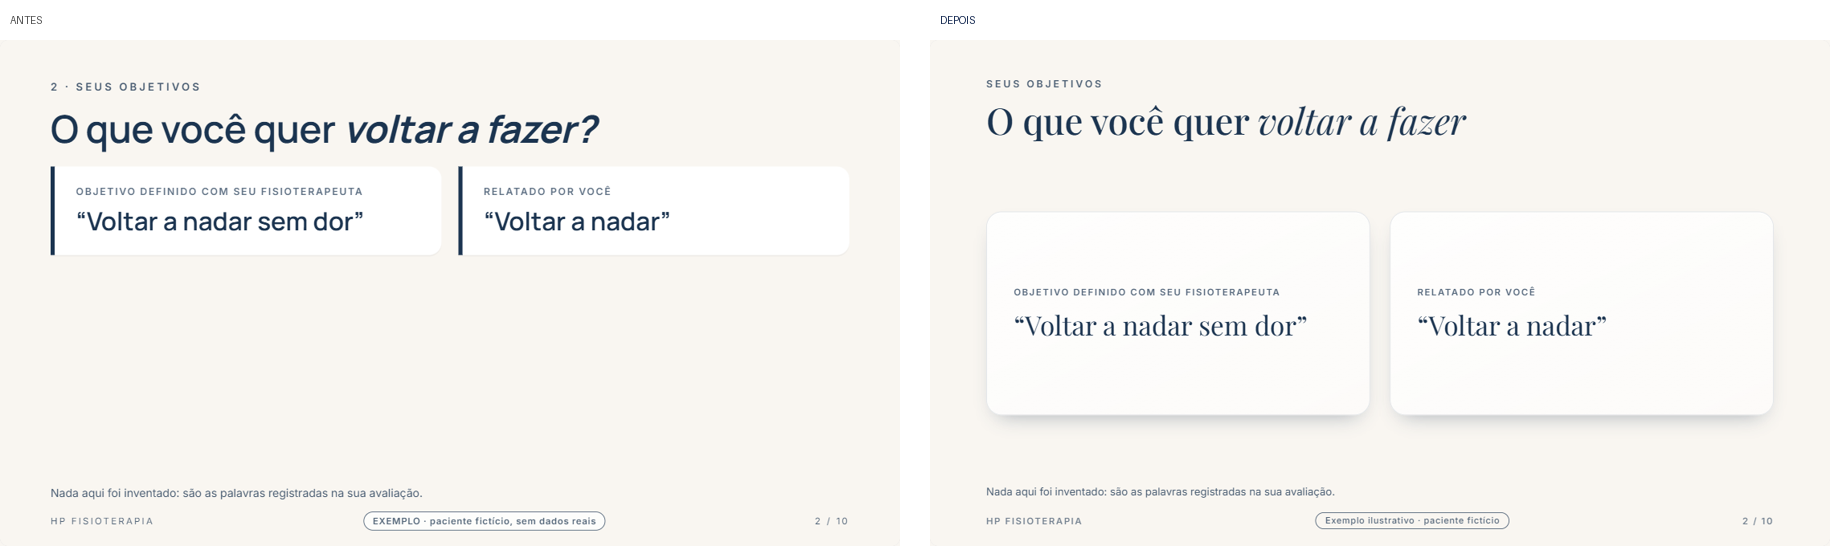 ANTES
2 · SEUS OBJETIVOS
O que você quer voltar a fazer?
OBJETIVO DEFINIDO COM SEU FISIOTERAPEUTA
“Voltar a nadar sem dor”
RELATADO POR VOCÊ
“Voltar a nadar”
Nada aqui foi inventado: são as palavras registradas na sua avaliação.
HP FISIOTERAPIA
EXEMPLO · paciente fictício, sem dados reais
2 / 10
DEPOIS
SEUS OBJETIVOS
O que você quer voltar a fazer
OBJETIVO DEFINIDO COM SEU FISIOTERAPEUTA
“Voltar a nadar sem dor”
RELATADO POR VOCÊ
“Voltar a nadar”
Nada aqui foi inventado: são as palavras registradas na sua avaliação.
HP FISIOTERAPIA
Exemplo ilustrativo · paciente fictício
2 / 10